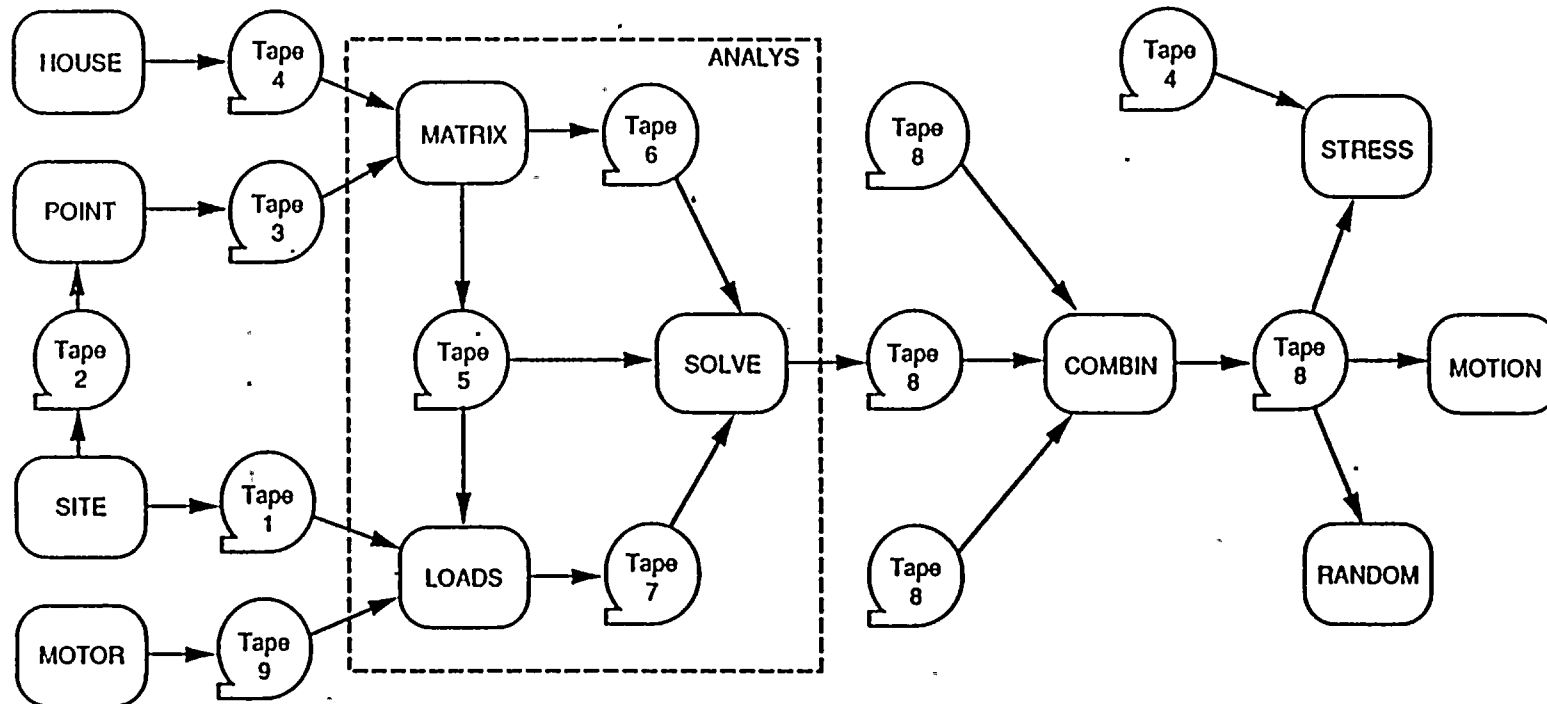 HOUSE
Tape
4
ANALYS
MATRIX
Tape
6
POINT
Tape
3
Tape
2
Tape
5
SOLVE
SITE
Tape
1
LOADS
Tape
7
MOTOR
Tape
9
Tape
8
Tape
8
Tape
8
COMBIN
Tape
8
Tape
4
STRESS
MOTION
RANDOM